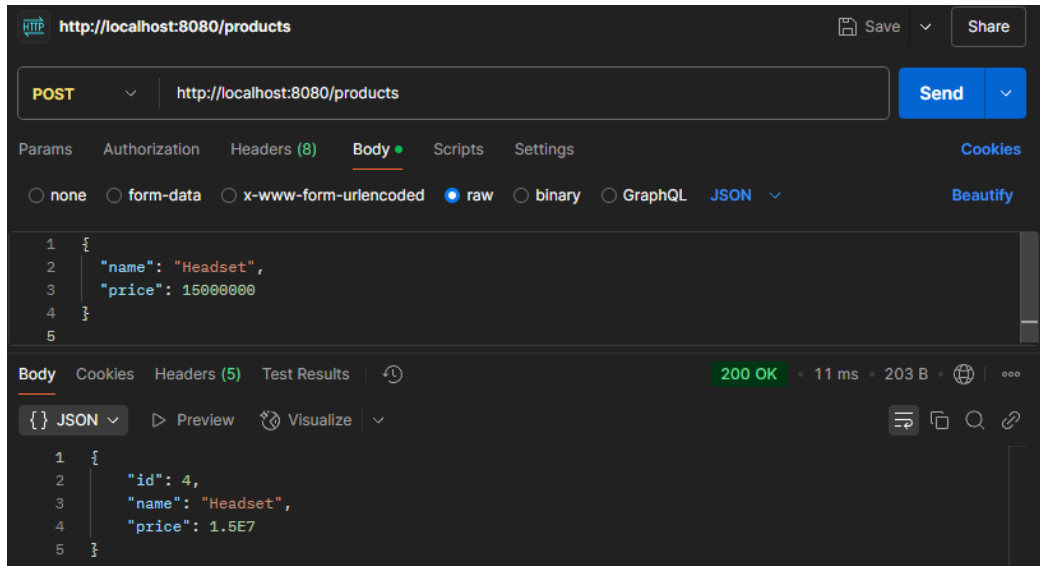 HTTP http://localhost:8080/products Save Share
POST http://localhost:8080/products Send
Params Authorization Headers (8) Body Scripts Settings Cookies
none form-data x-www-form-urlencoded raw binary GraphQL JSON Beautify
1 {
2 "name": "Headset",
3 "price": 15000000
4 }
5
Body Cookies Headers (5) Test Results 200 OK • 11 ms • 203 B •
{} JSON Preview Visualize
1 {
2 "id": 4,
3 "name": "Headset",
4 "price": 1.5E7
5 }